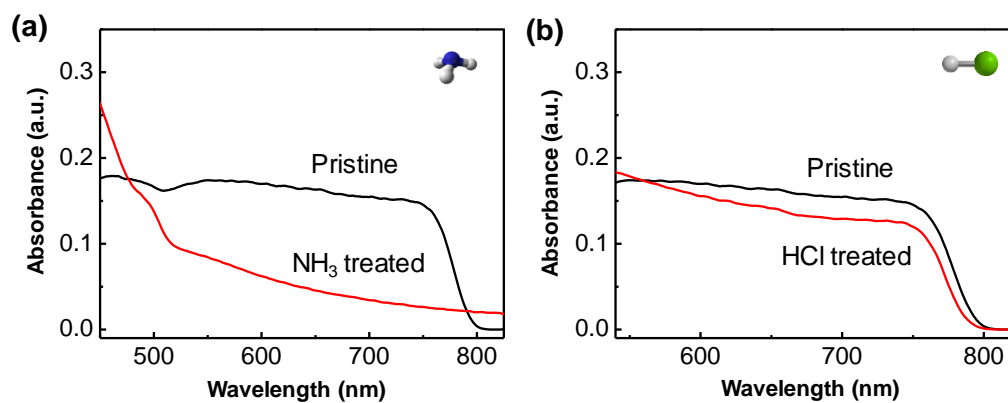 (a)
Absorbance (a.u.)
0.3
0.2
0.1
0.0
Pristine
NH₃ treated
500 600 700 800
Wavelength (nm)
(b)
Absorbance (a.u.)
0.3
0.2
0.1
0.0
Pristine
HCl treated
600 700 800
Wavelength (nm)